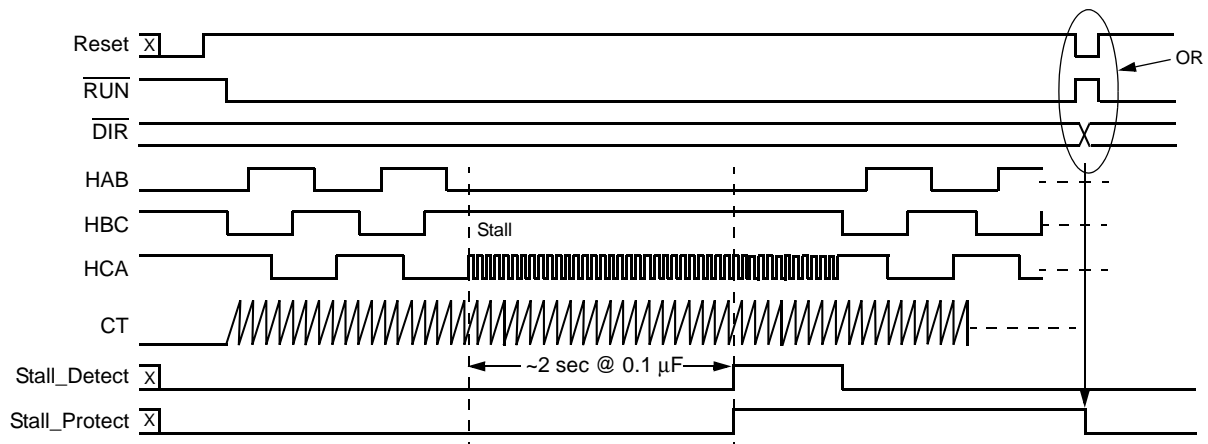 Reset X
OR
RUN
DIR
HAB
HBC
Stall
HCA
CT
~2 sec @ 0.1 μF
Stall_Detect X
Stall_Protect X